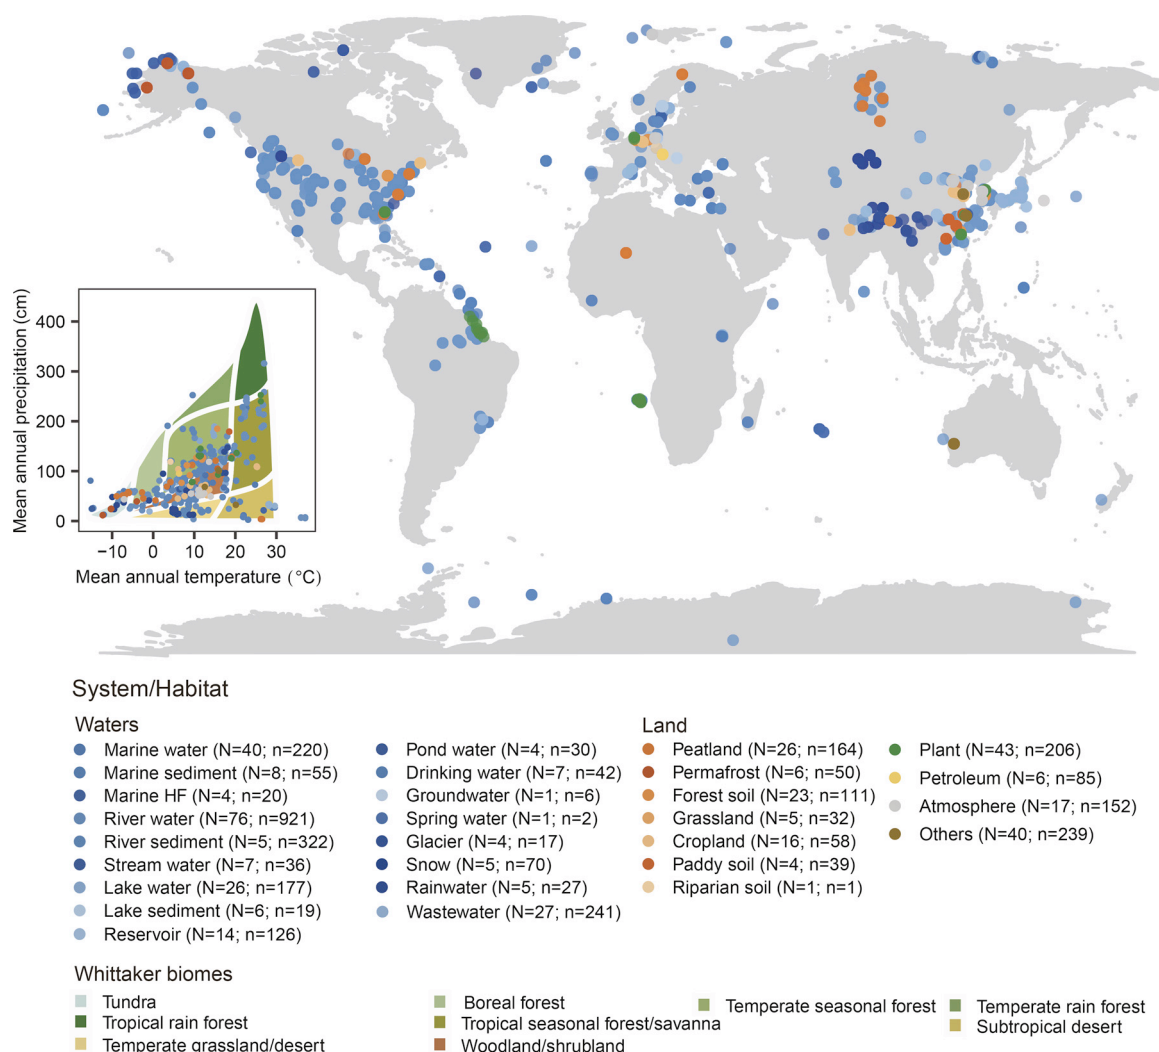 Mean annual precipitation (cm)
400
300
200
100
0
−10 0 10 20 30
Mean annual temperature (°C)
System/Habitat
Waters
Marine water (N=40; n=220)
Marine sediment (N=8; n=55)
Marine HF (N=4; n=20)
River water (N=76; n=921)
River sediment (N=5; n=322)
Stream water (N=7; n=36)
Lake water (N=26; n=177)
Lake sediment (N=6; n=19)
Reservoir (N=14; n=126)
Pond water (N=4; n=30)
Drinking water (N=7; n=42)
Groundwater (N=1; n=6)
Spring water (N=1; n=2)
Glacier (N=4; n=17)
Snow (N=5; n=70)
Rainwater (N=5; n=27)
Wastewater (N=27; n=241)
Land
Peatland (N=26; n=164)
Permafrost (N=6; n=50)
Forest soil (N=23; n=111)
Grassland (N=5; n=32)
Cropland (N=16; n=58)
Paddy soil (N=4; n=39)
Riparian soil (N=1; n=1)
Plant (N=43; n=206)
Petroleum (N=6; n=85)
Atmosphere (N=17; n=152)
Others (N=40; n=239)
Whittaker biomes
Tundra
Tropical rain forest
Temperate grassland/desert
Boreal forest
Tropical seasonal forest/savanna
Woodland/shrubland
Temperate seasonal forest
Temperate rain forest
Subtropical desert